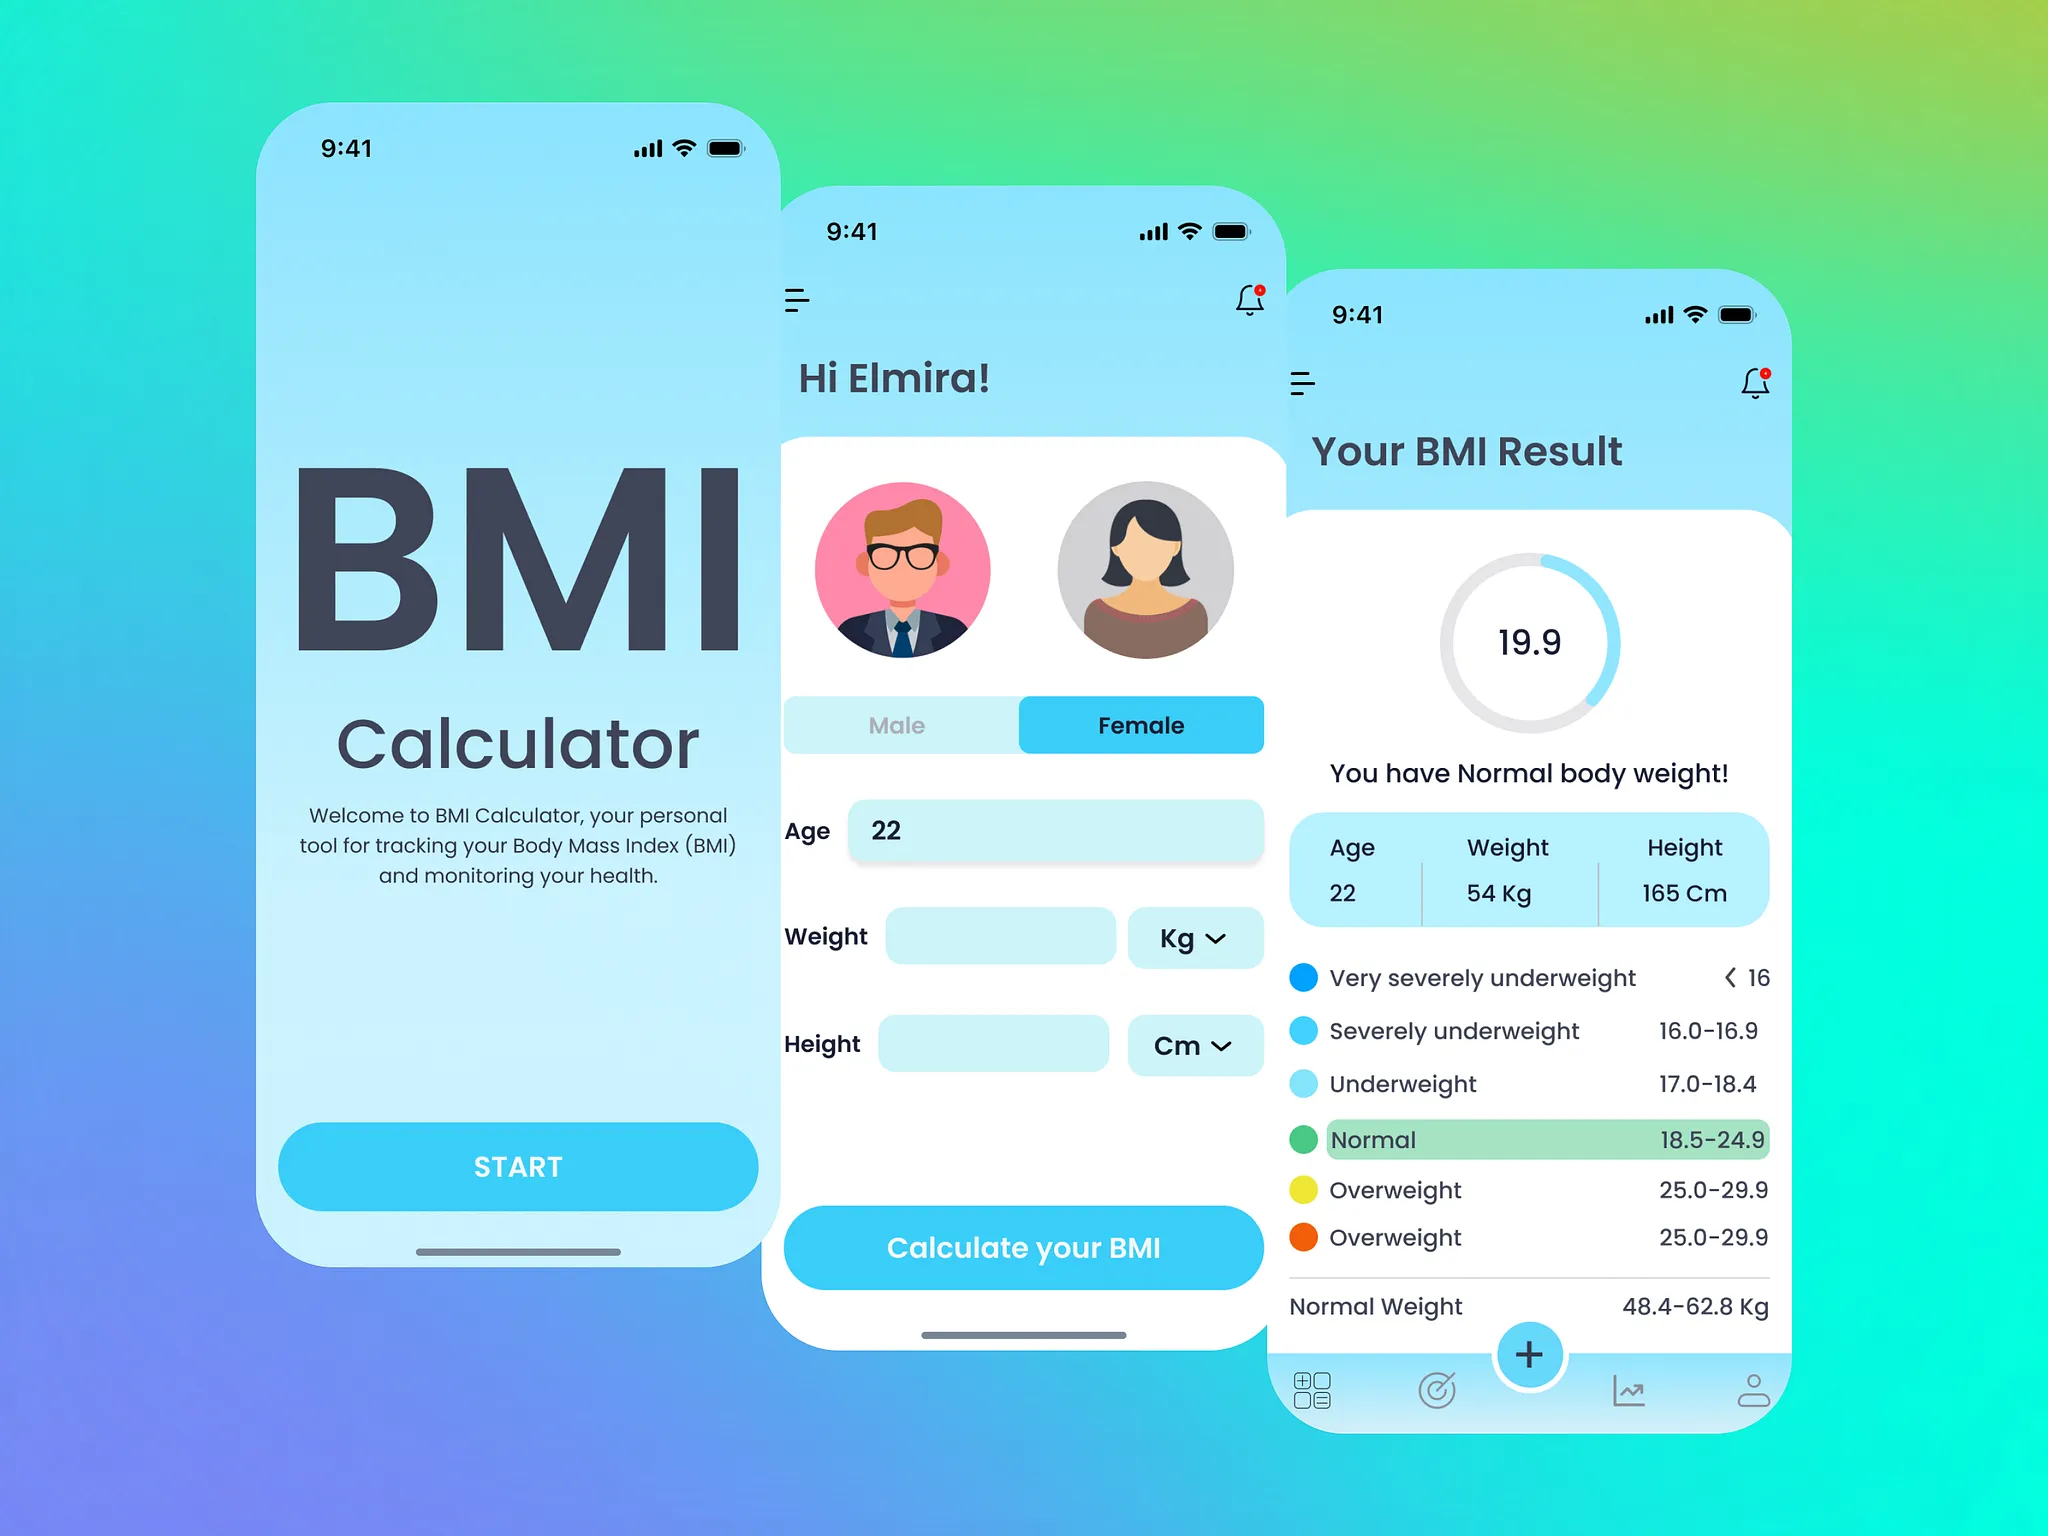 9:41
BMI
Calculator
Welcome to BMI Calculator, your personal
tool for tracking your Body Mass Index (BMI)
and monitoring your health.
START
9:41
Hi Elmira!
Male Female
Age 22
Weight Kg
Height Cm
Calculate your BMI
9:41
Your BMI Result
19.9
You have Normal body weight!
Age Weight Height
22 54 Kg 165 Cm
Very severely underweight < 16
Severely underweight 16.0-16.9
Underweight 17.0-18.4
Normal 18.5-24.9
Overweight 25.0-29.9
Overweight 25.0-29.9
Normal Weight 48.4-62.8 Kg